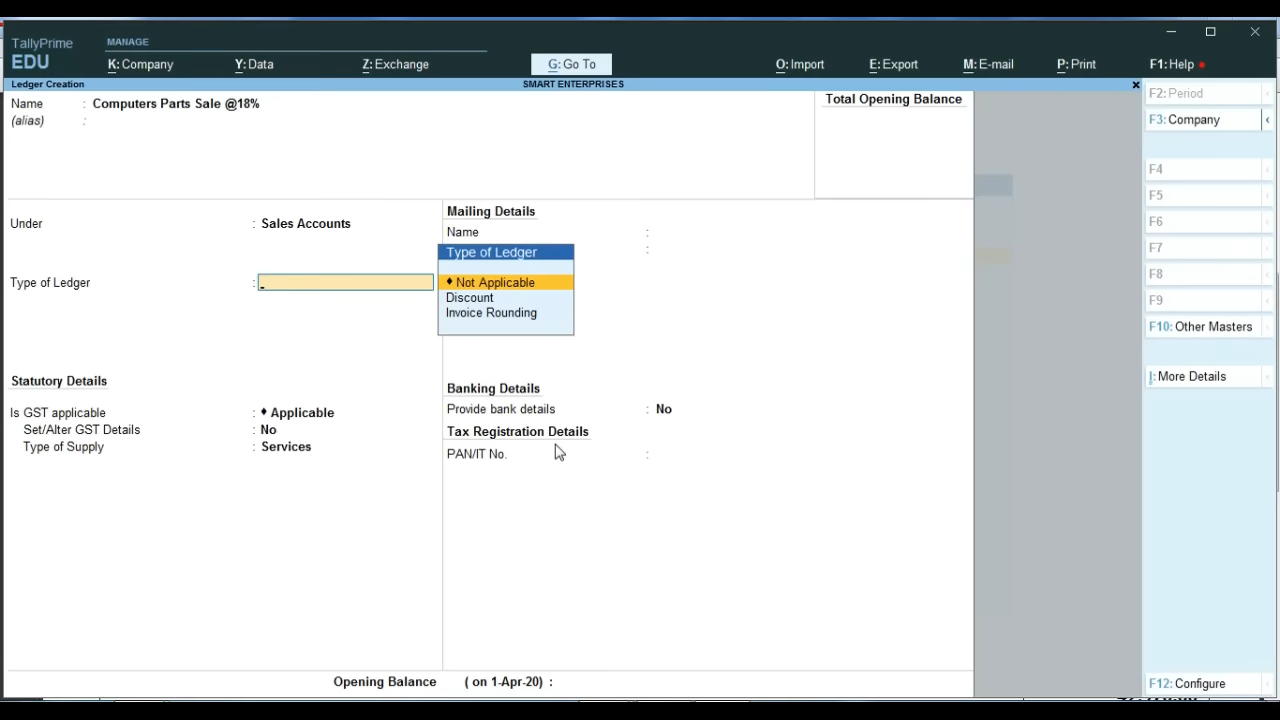 TallyPrime
EDU
MANAGE
K: Company
Y: Data
Z: Exchange
G: Go To
O: Import
E: Export
M: E-mail
P: Print
F1: Help
Ledger Creation
SMART ENTERPRISES
Name : Computers Parts Sale @18%
(alias) :
Total Opening Balance
Under : Sales Accounts
Type of Ledger :
Mailing Details
Name :
:
Type of Ledger
♦ Not Applicable
Discount
Invoice Rounding
Statutory Details
Is GST applicable : ♦ Applicable
Set/Alter GST Details : No
Type of Supply : Services
Banking Details
Provide bank details : No
Tax Registration Details
PAN/IT No. :
Opening Balance ( on 1-Apr-20) :
F2: Period
F3: Company
F4
F5
F6
F7
F8
F9
F10: Other Masters
I: More Details
F12: Configure